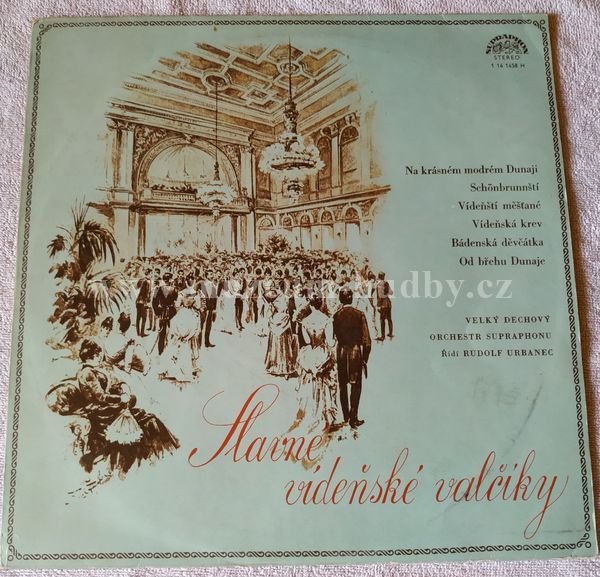 SUPRAPHON
STEREO
1 14 1458 H
Na krásném modrém Dunaji
Schönbrunnští
Vídeňští měšťané
Vídeňská krev
Bádenská děvčátka
Od břehu Dunaje
VELKÝ DECHOVÝ
ORCHESTR SUPRAPHONU
Řídí RUDOLF URBANEC
Slavné
vídeňské valčíky